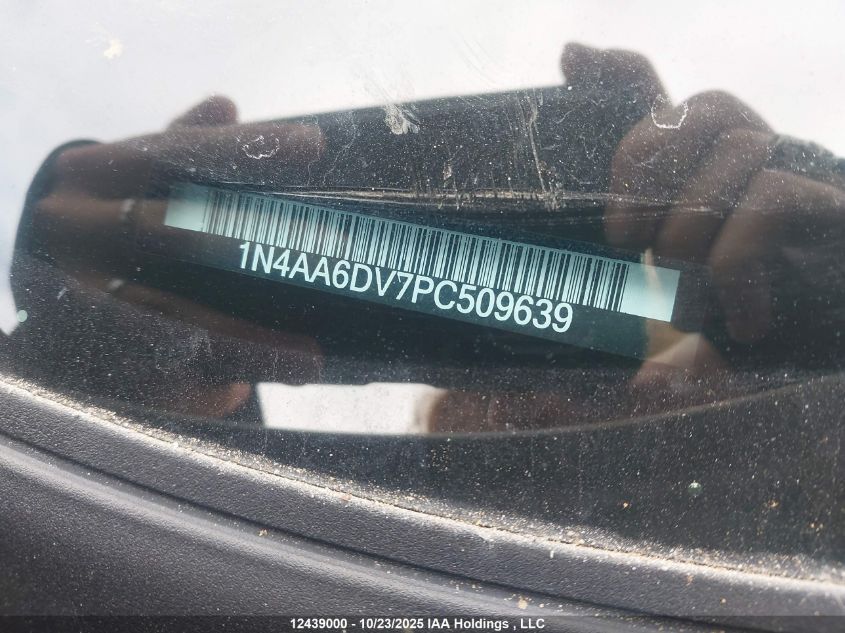 1N4AA6DV7PC509639
12439000 - 10/23/2025 IAA Holdings , LLC